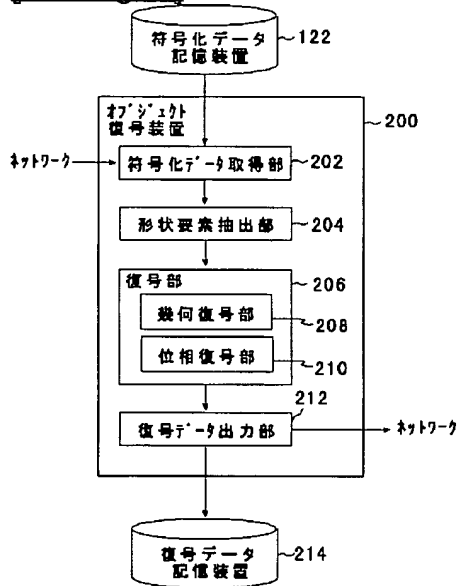 符号化データ
記憶装置
122
オブジェクト
復号装置
200
ネットワーク
符号化データ取得部
202
形状要素抽出部
204
復号部
206
幾何復号部
208
位相復号部
210
212
復号データ出力部
ネットワーク
復号データ
記憶装置
214